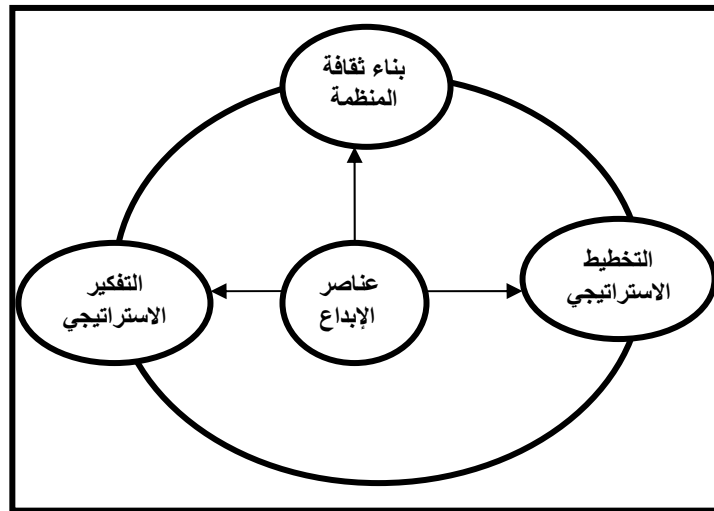 بناء ثقافة
المنظمة
التخطيط
الاستراتيجي
عناصر
الإبداع
التفكير
الاستراتيجي